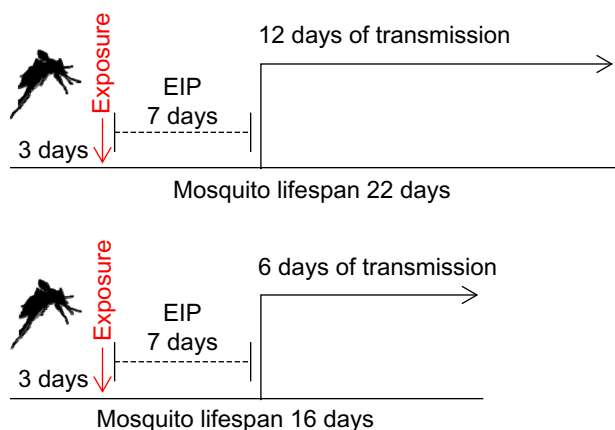 12 days of transmission
Exposure
EIP
7 days
3 days
Mosquito lifespan 22 days
6 days of transmission
Exposure
EIP
7 days
3 days
Mosquito lifespan 16 days